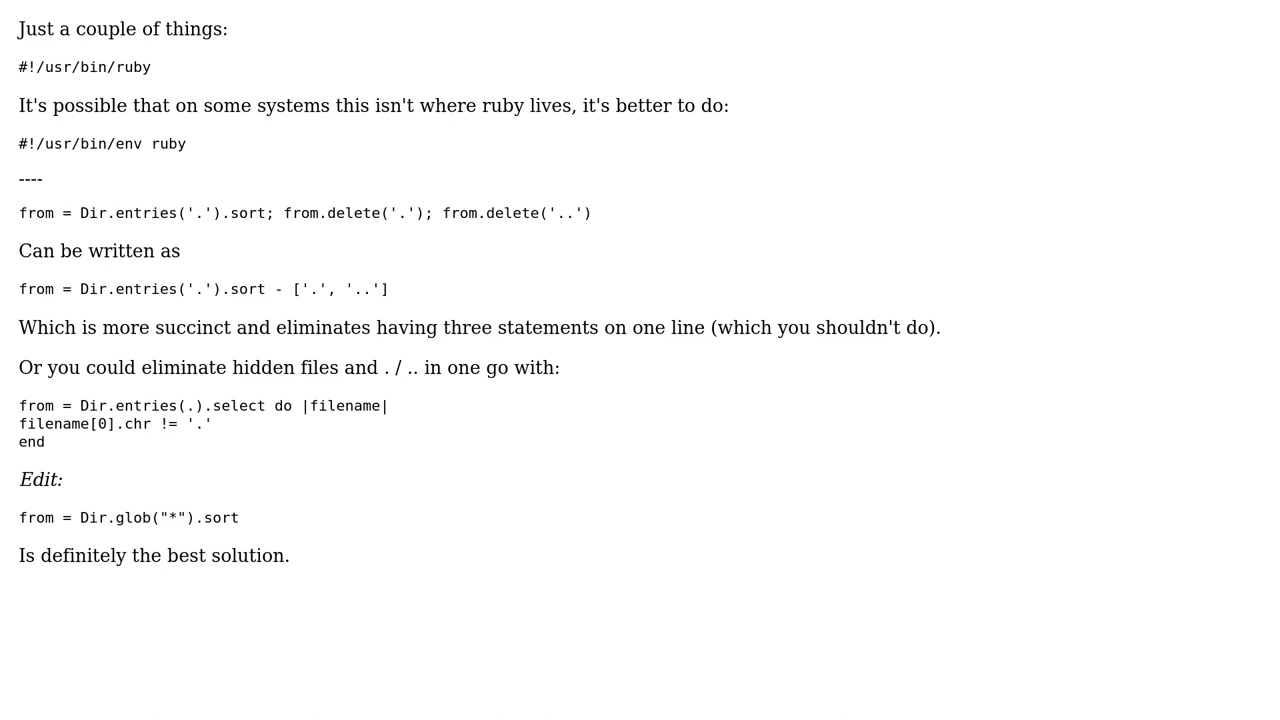 Just a couple of things:
#!/usr/bin/ruby
It's possible that on some systems this isn't where ruby lives, it's better to do:
#!/usr/bin/env ruby
----
from = Dir.entries('.').sort; from.delete('.'); from.delete('..')
Can be written as
from = Dir.entries('.').sort - ['.', '..']
Which is more succinct and eliminates having three statements on one line (which you shouldn't do).
Or you could eliminate hidden files and . / .. in one go with:
from = Dir.entries(.).select do |filename|
filename[0].chr != '.'
end
Edit:
from = Dir.glob("*").sort
Is definitely the best solution.